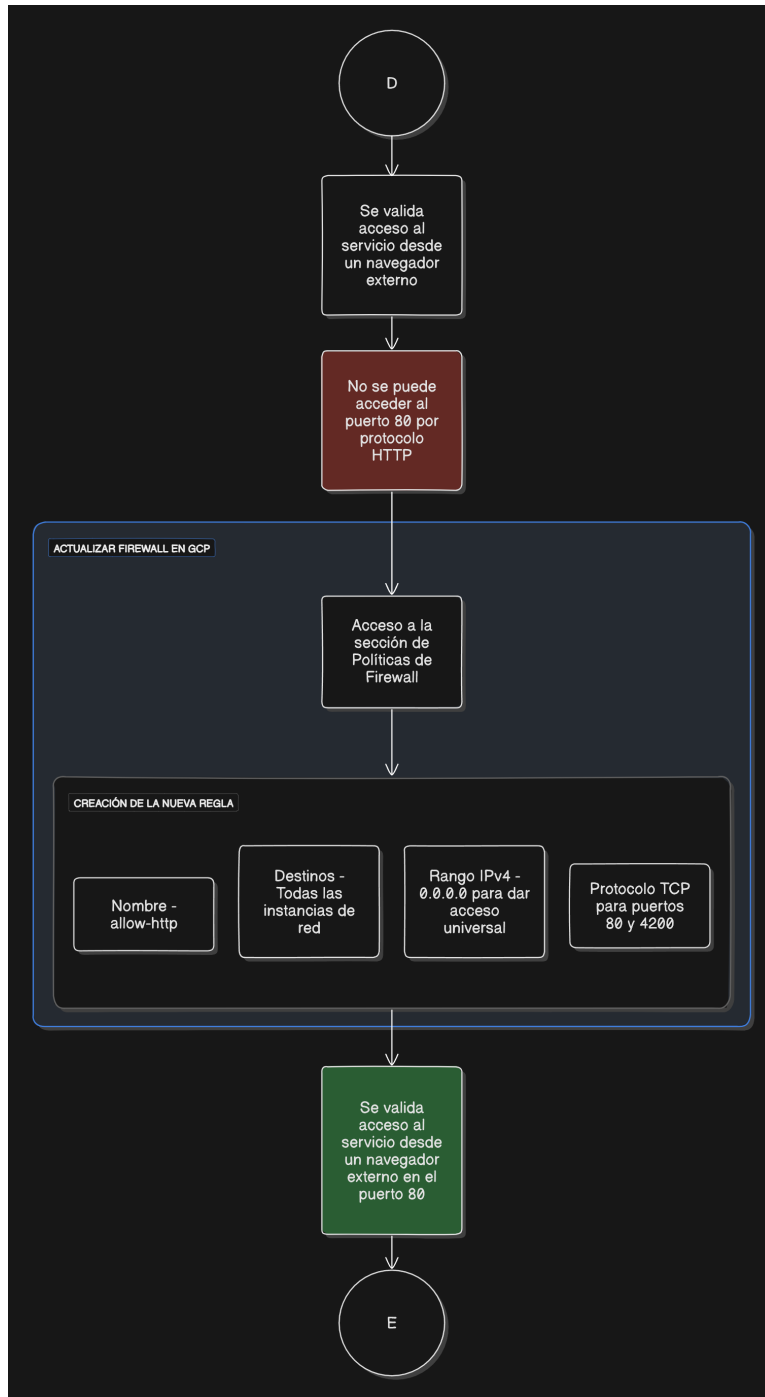 D
Se valida
acceso al
servicio desde
un navegador
externo
No se puede
acceder al
puerto 80 por
protocolo
HTTP
ACTUALIZAR FIREWALL EN GCP
Acceso a la
sección de
Políticas de
Firewall
CREACIÓN DE LA NUEVA REGLA
Nombre -
allow-http
Destinos -
Todas las
instancias de
red
Rango IPv4 -
0.0.0.0 para dar
acceso
universal
Protocolo TCP
para puertos
80 y 4200
Se valida
acceso al
servicio desde
un navegador
externo en el
puerto 80
E